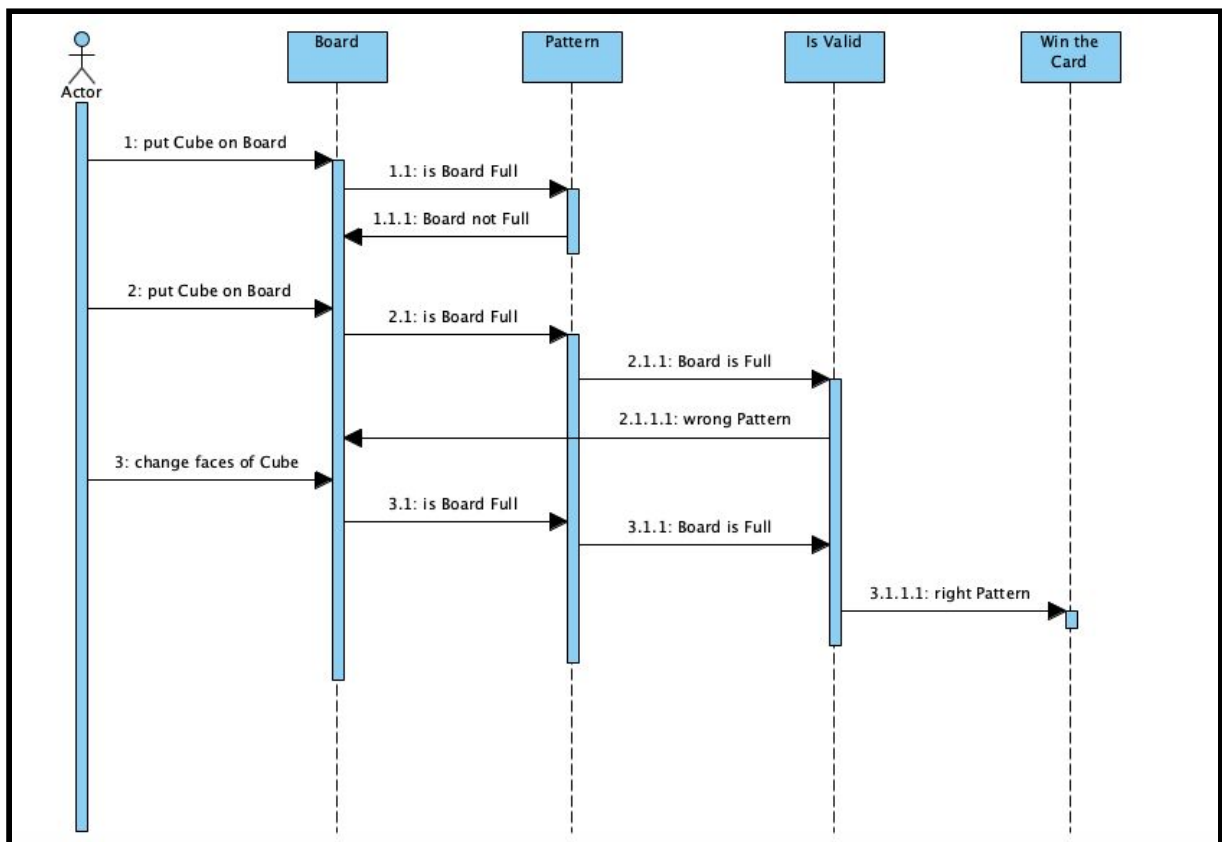 Board
Pattern
Is Valid
Win the
Card
Actor
1: put Cube on Board
1.1: is Board Full
1.1.1: Board not Full
2: put Cube on Board
2.1: is Board Full
2.1.1: Board is Full
2.1.1.1: wrong Pattern
3: change faces of Cube
3.1: is Board Full
3.1.1: Board is Full
3.1.1.1: right Pattern